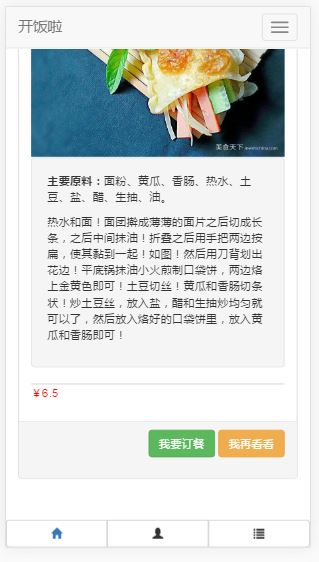 开饭啦
美食天下
主要原料：面粉、黄瓜、香肠、热水、土
豆、盐、醋、生抽、油。
热水和面！面团擀成薄薄的面片之后切成长
条，之后中间抹油！折叠之后用手把两边按
扁，使其黏到一起！如图！然后用刀背划出
花边！平底锅抹油小火煎制口袋饼，两边烙
上金黄色即可！土豆切丝！黄瓜和香肠切条
状！炒土豆丝，放入盐，醋和生抽炒均匀就
可以了，然后放入烙好的口袋饼里，放入黄
瓜和香肠即可！
￥6.5
我要订餐 我再看看